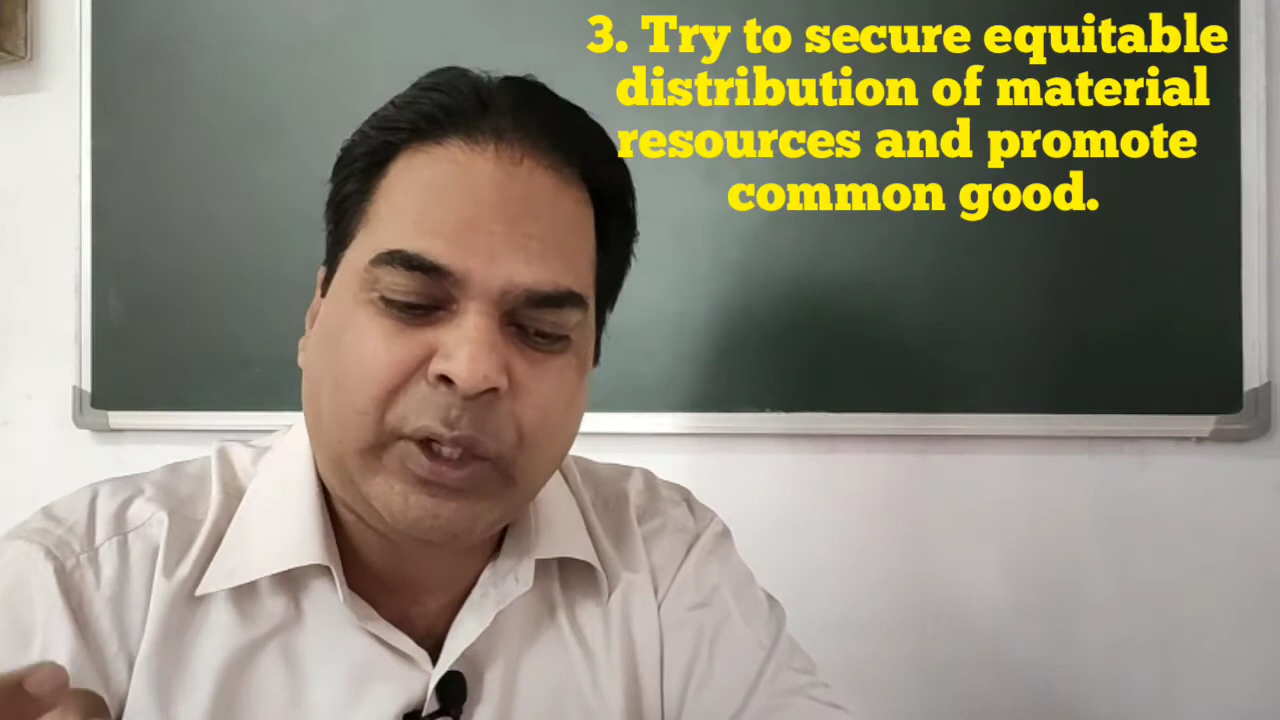 3. Try to secure equitable
distribution of material
resources and promote
common good.